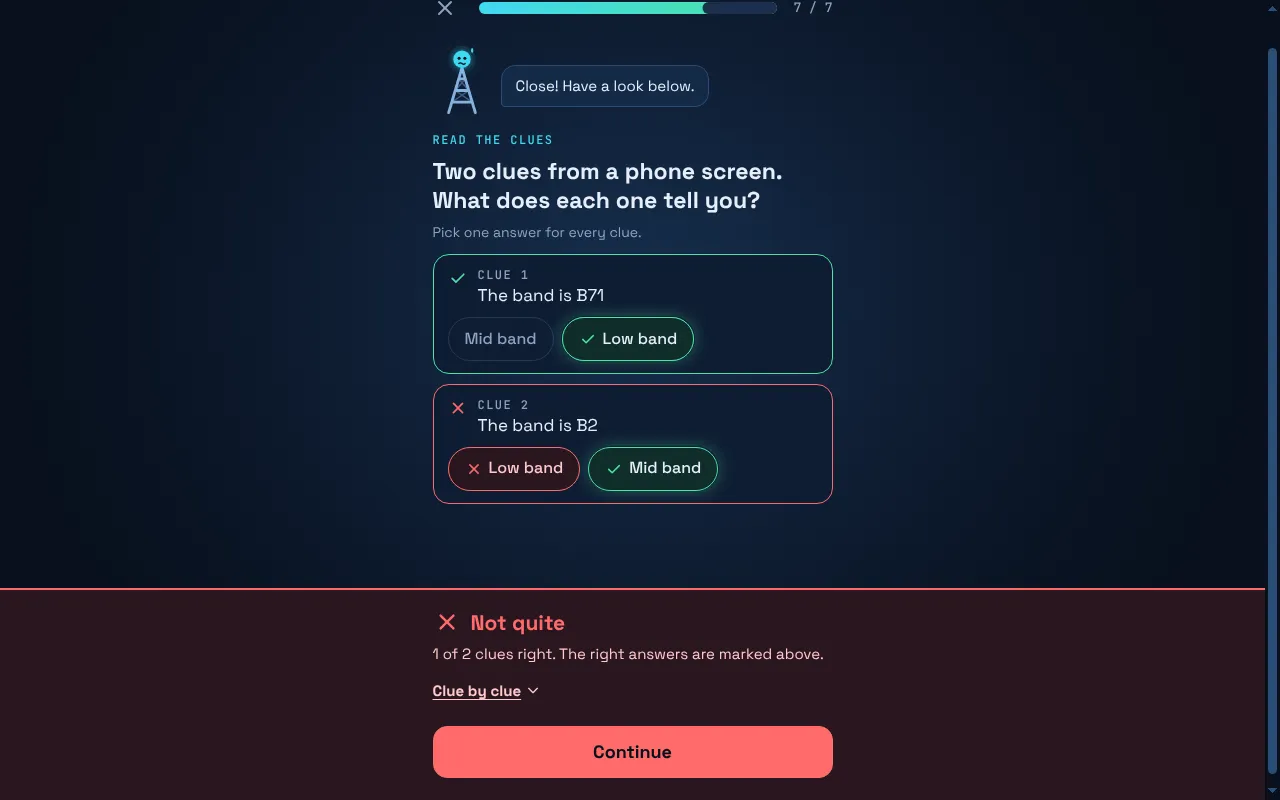 7 / 7
Close! Have a look below.
READ THE CLUES
Two clues from a phone screen.
What does each one tell you?
Pick one answer for every clue.
CLUE 1
The band is B71
Mid band
Low band
CLUE 2
The band is B2
Low band
Mid band
Not quite
1 of 2 clues right. The right answers are marked above.
Clue by clue
Continue